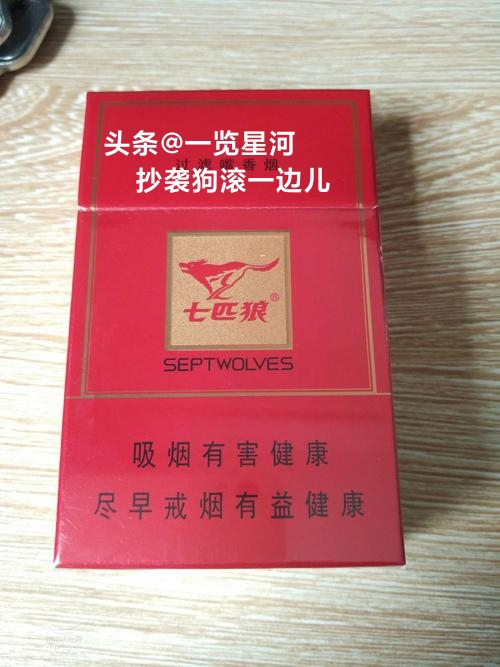 头条@一览星河
过滤嘴香烟
抄袭狗滚一边儿
七匹狼®
SEPTWOLVES
吸烟有害健康
尽早戒烟有益健康